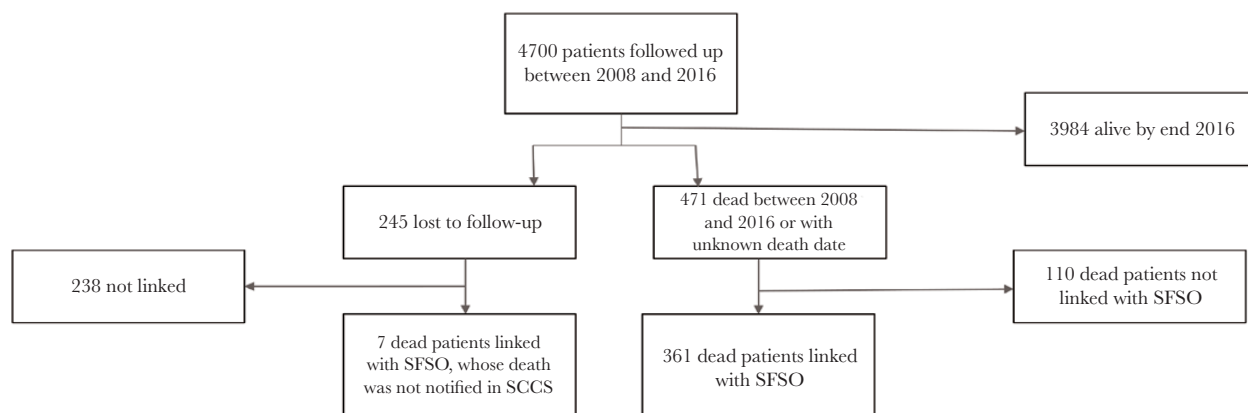 4700 patients followed up
between 2008 and 2016
3984 alive by end 2016
245 lost to follow-up
471 dead between 2008
and 2016 or with
unknown death date
238 not linked
110 dead patients not
linked with SFSO
7 dead patients linked
with SFSO, whose death
was not notified in SCCS
361 dead patients linked
with SFSO